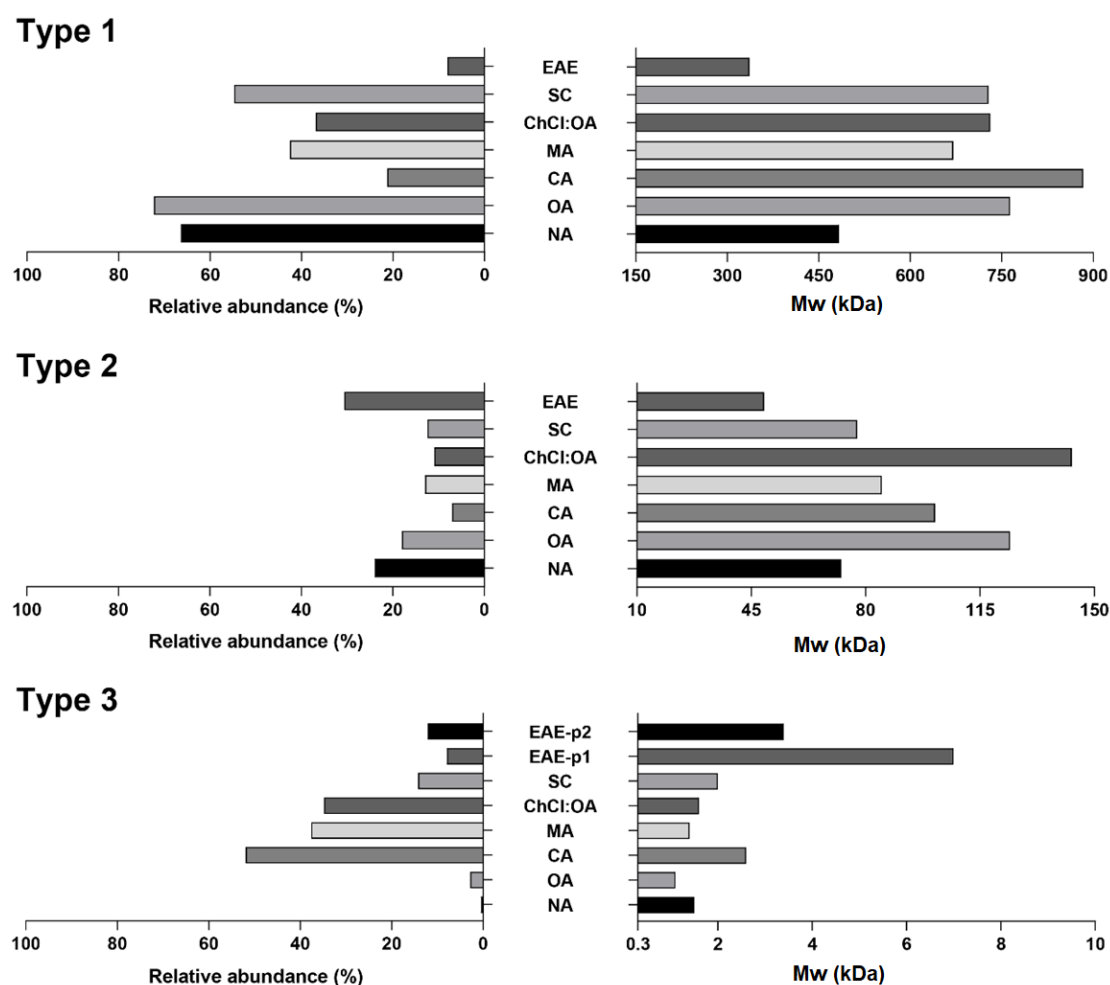 Type 1
EAE
SC
ChCl:OA
MA
CA
OA
NA
100 80 60 40 20 0
150 300 450 600 750 900
Relative abundance (%)
Mw (kDa)
Type 2
EAE
SC
ChCl:OA
MA
CA
OA
NA
100 80 60 40 20 0
10 45 80 115 150
Relative abundance (%)
Mw (kDa)
Type 3
EAE-p2
EAE-p1
SC
ChCl:OA
MA
CA
OA
NA
100 80 60 40 20 0
0.3 2 4 6 8 10
Relative abundance (%)
Mw (kDa)